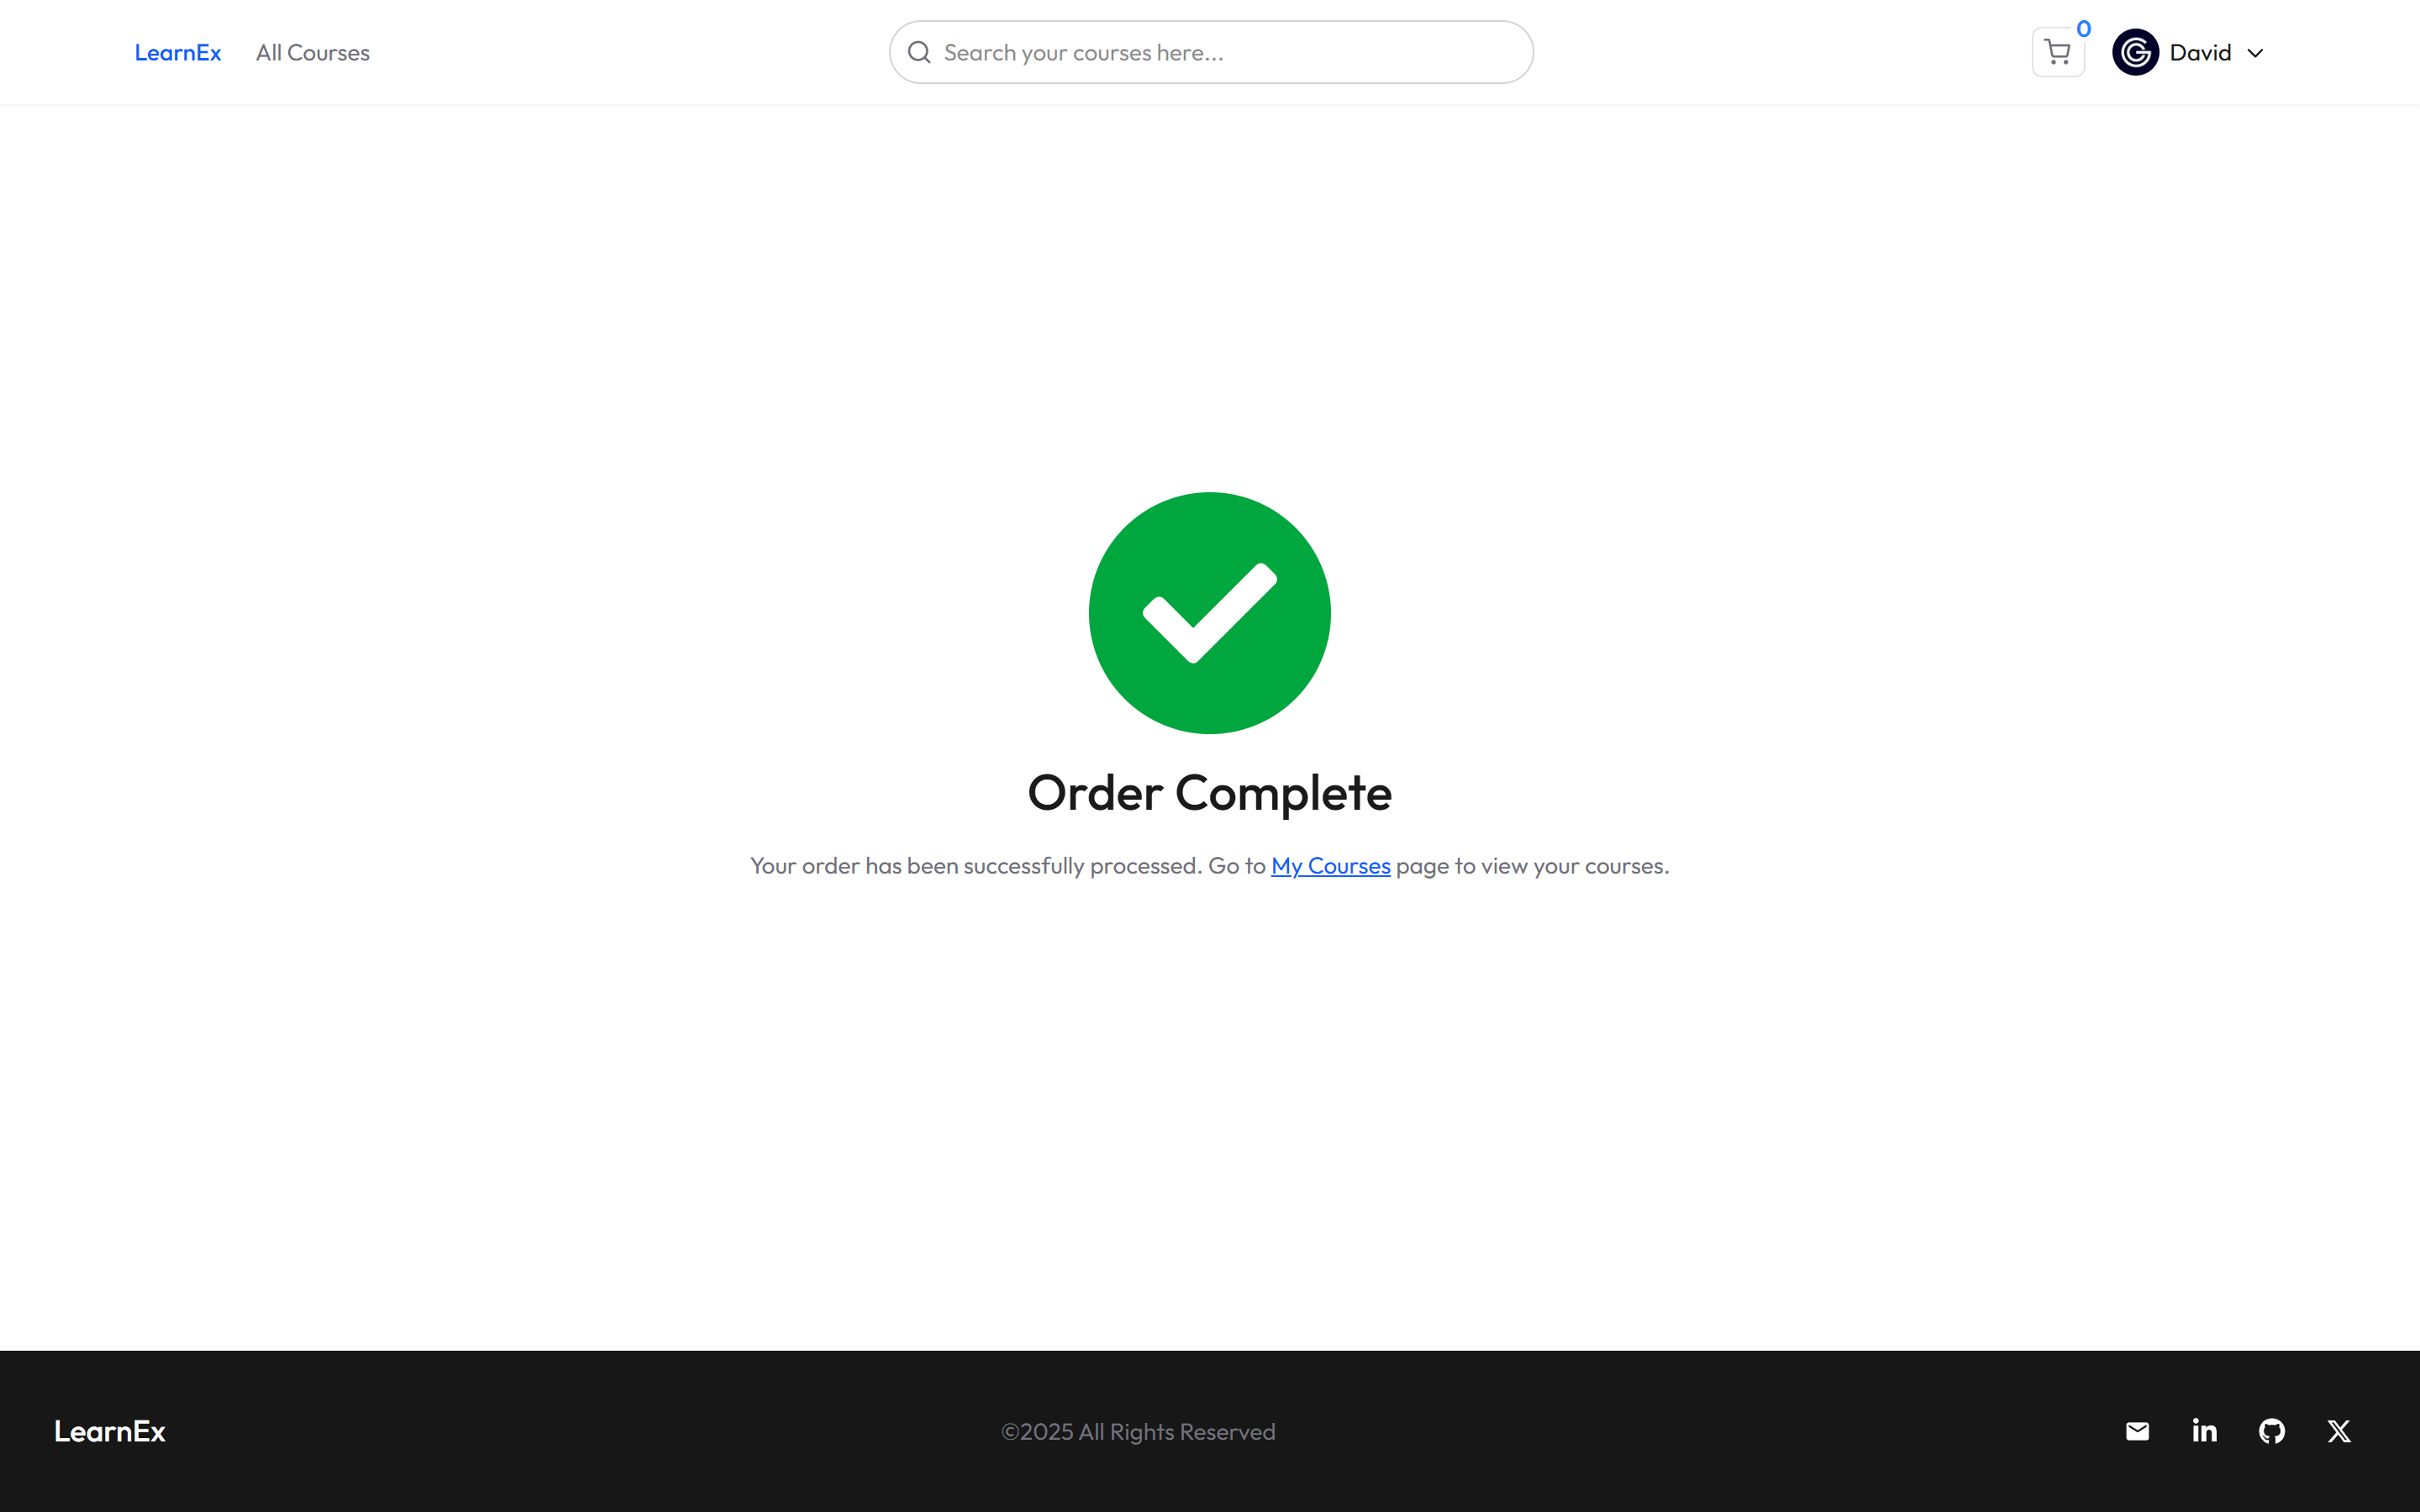 LearnEx
All Courses
Search your courses here...
0
David
Order Complete
Your order has been successfully processed. Go to My Courses page to view your courses.
LearnEx
©2025 All Rights Reserved